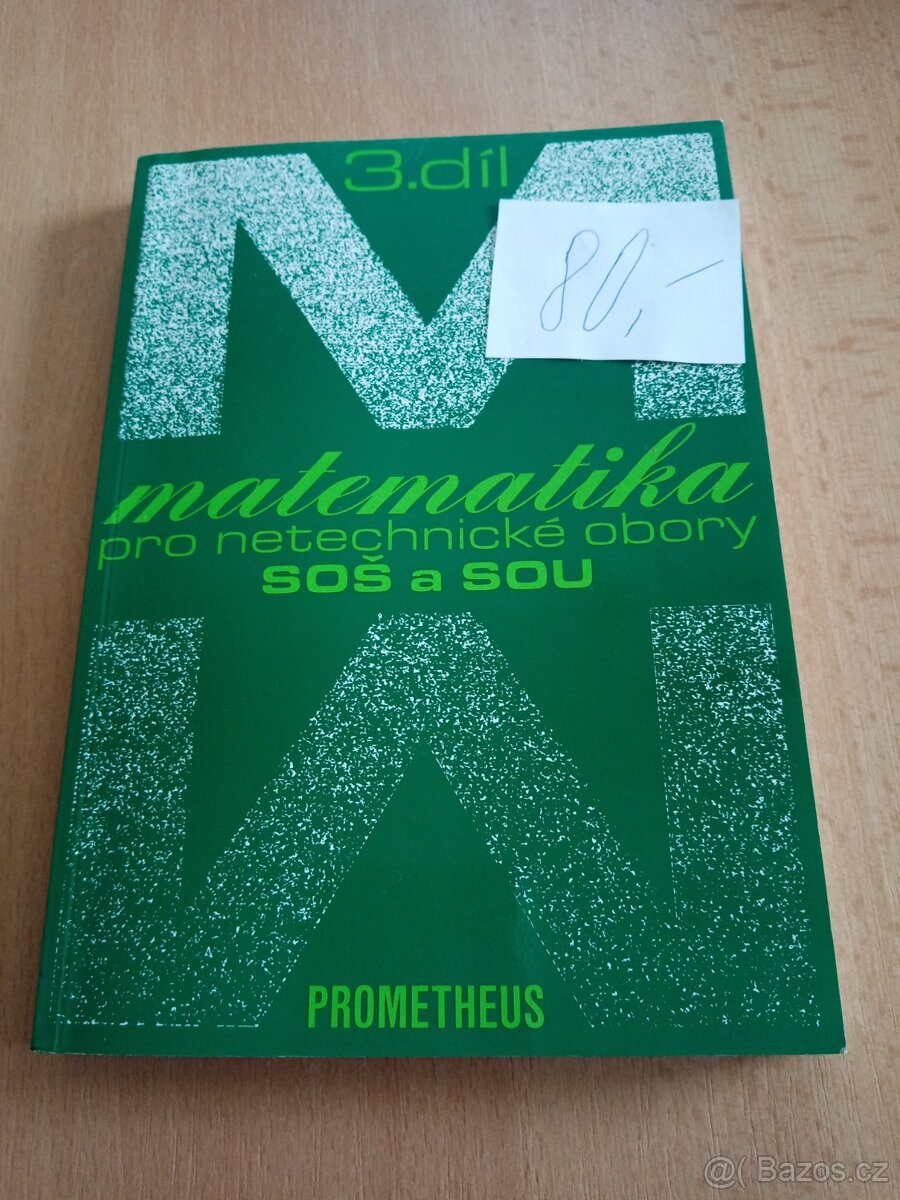 3.díl
80,-
matematika
pro netechnické obory
SOŠ a SOU
PROMETHEUS
@( Bazos.cz